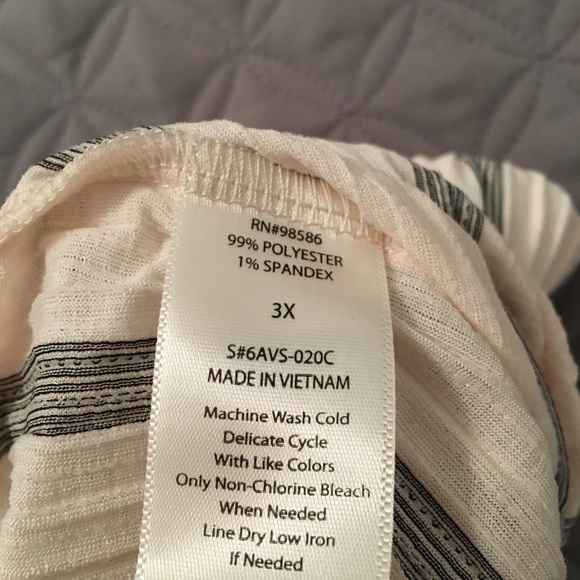 RN#98586
99% POLYESTER
1% SPANDEX
3X
S#6AVS-020C
MADE IN VIETNAM
Machine Wash Cold
Delicate Cycle
With Like Colors
Only Non-Chlorine Bleach
When Needed
Line Dry Low Iron
If Needed